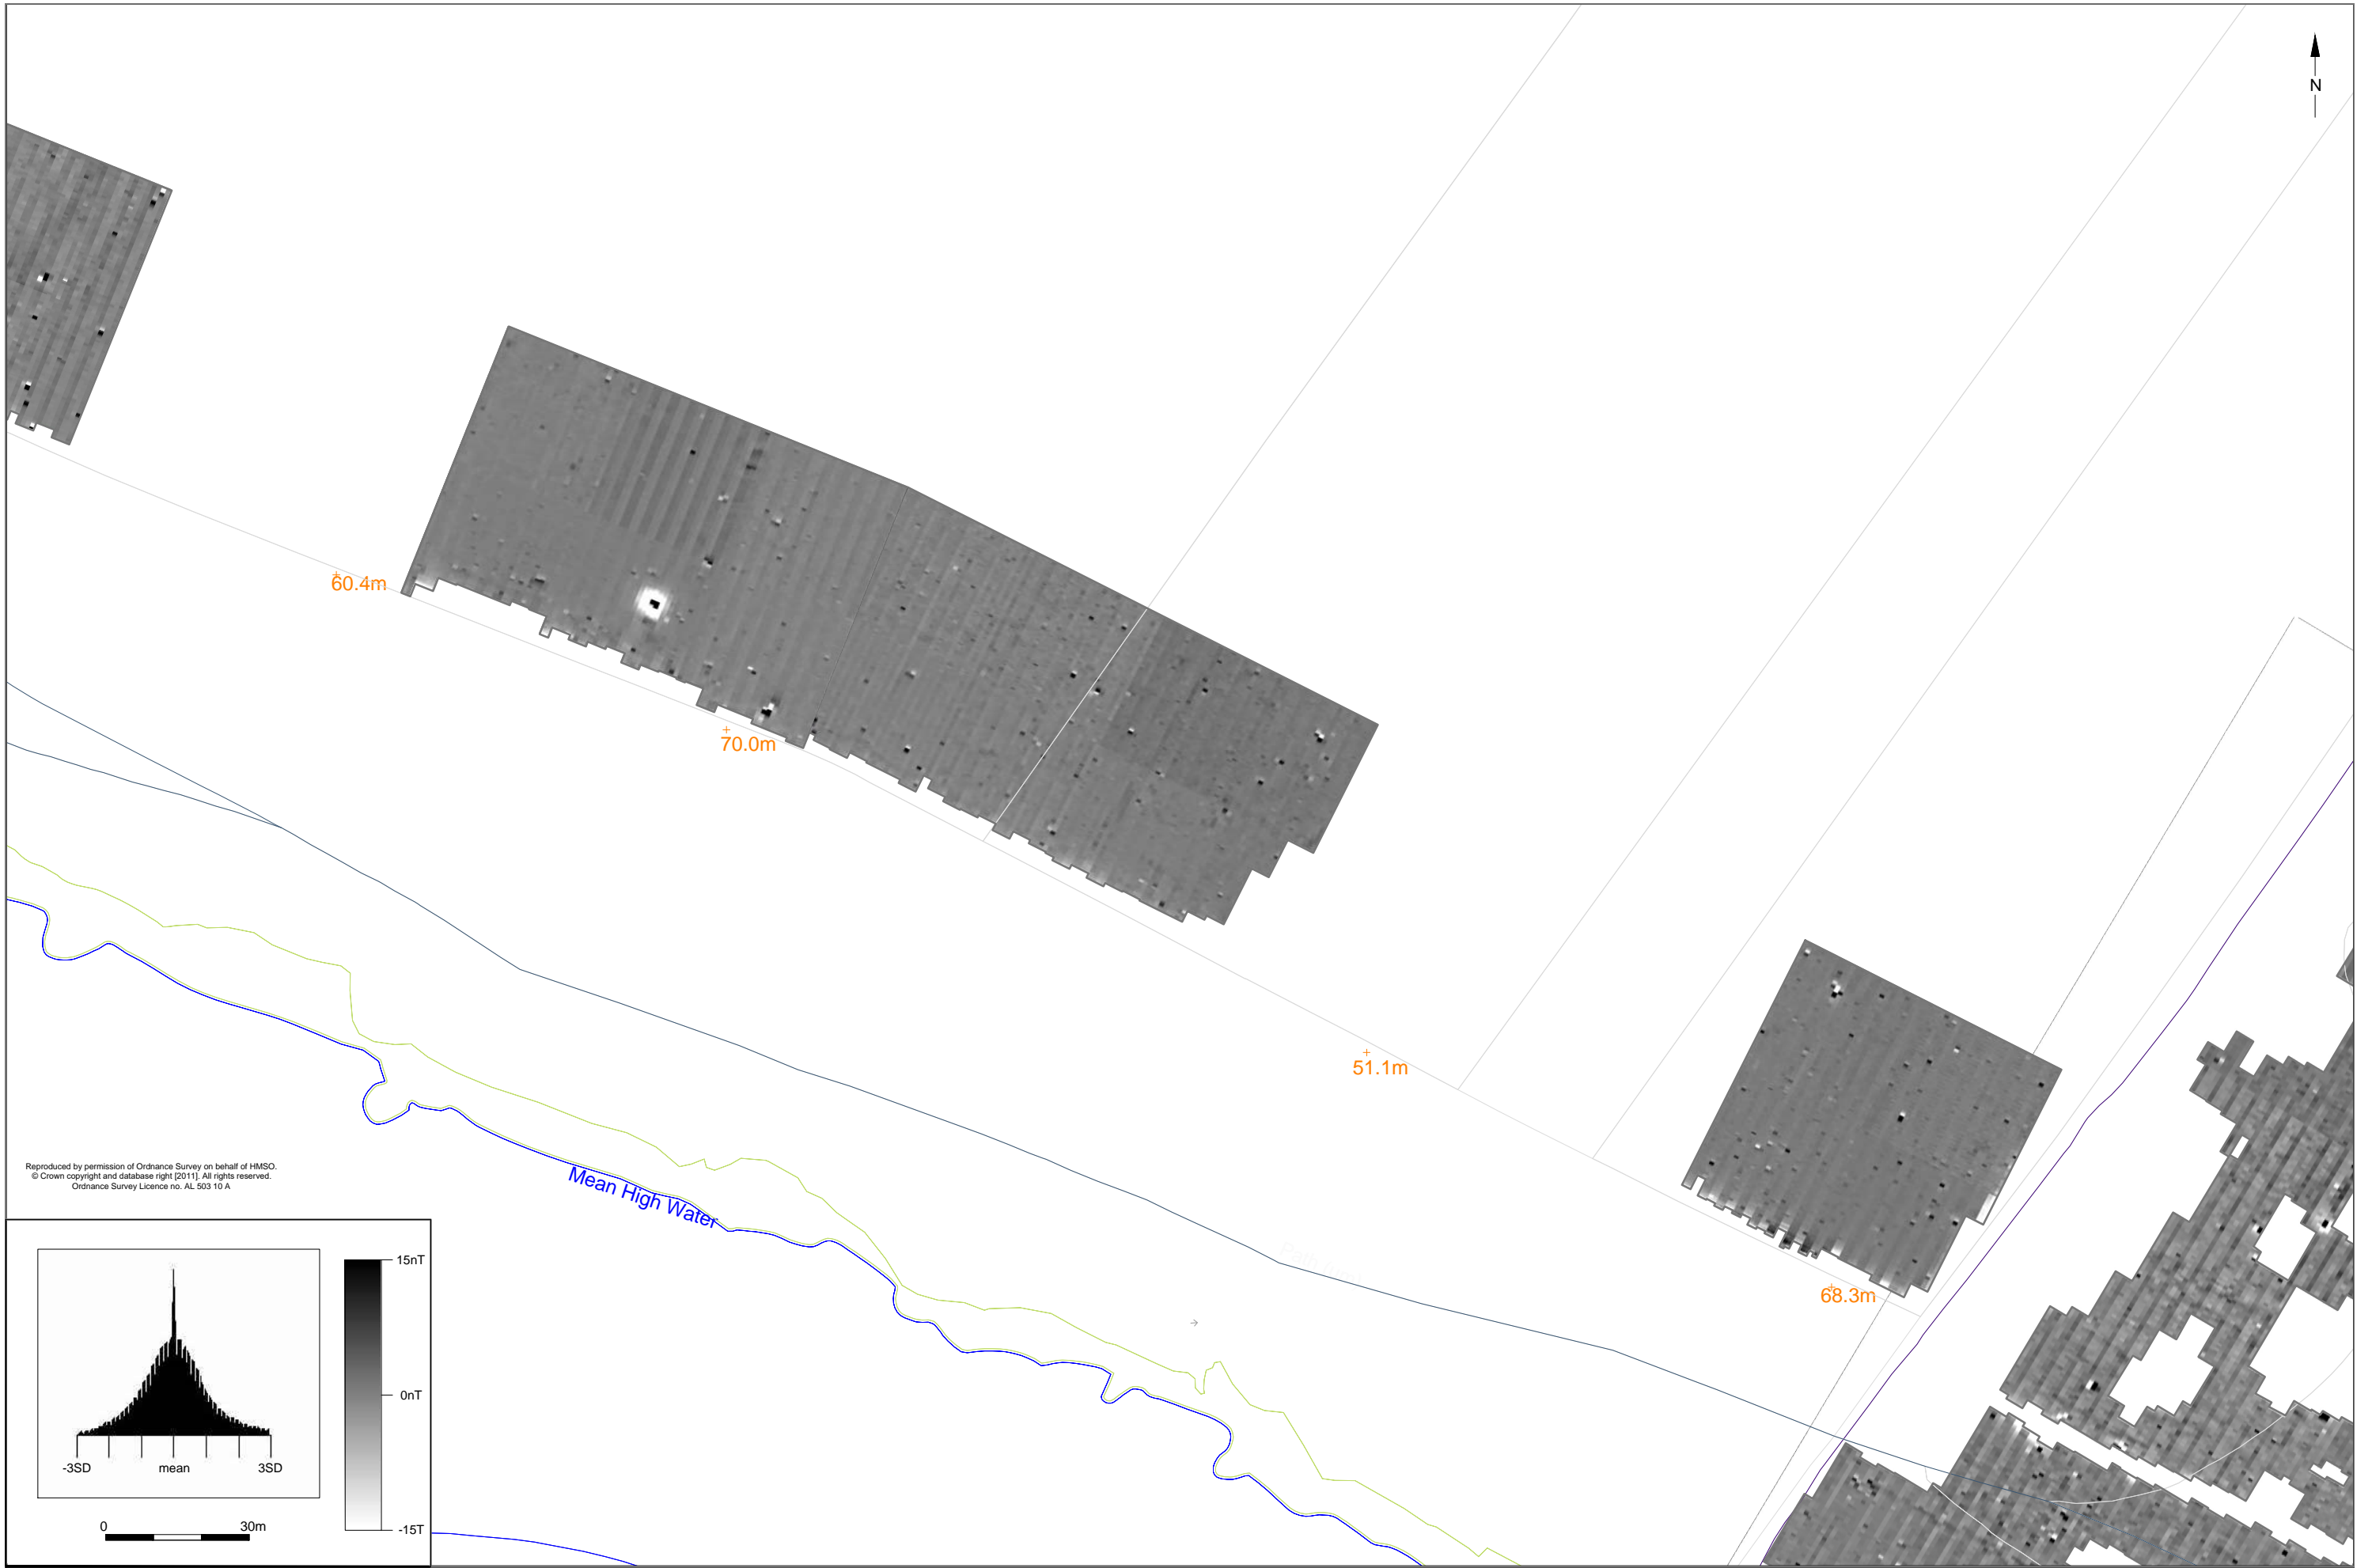 N
60.4m
70.0m
51.1m
68.3m
Mean High Water
Reproduced by permission of Ordnance Survey on behalf of HMSO.
© Crown copyright and database right [2011]. All rights reserved.
Ordnance Survey Licence no. AL 503 10 A
15nT
0nT
-15T
-3SD
mean
3SD
0
30m